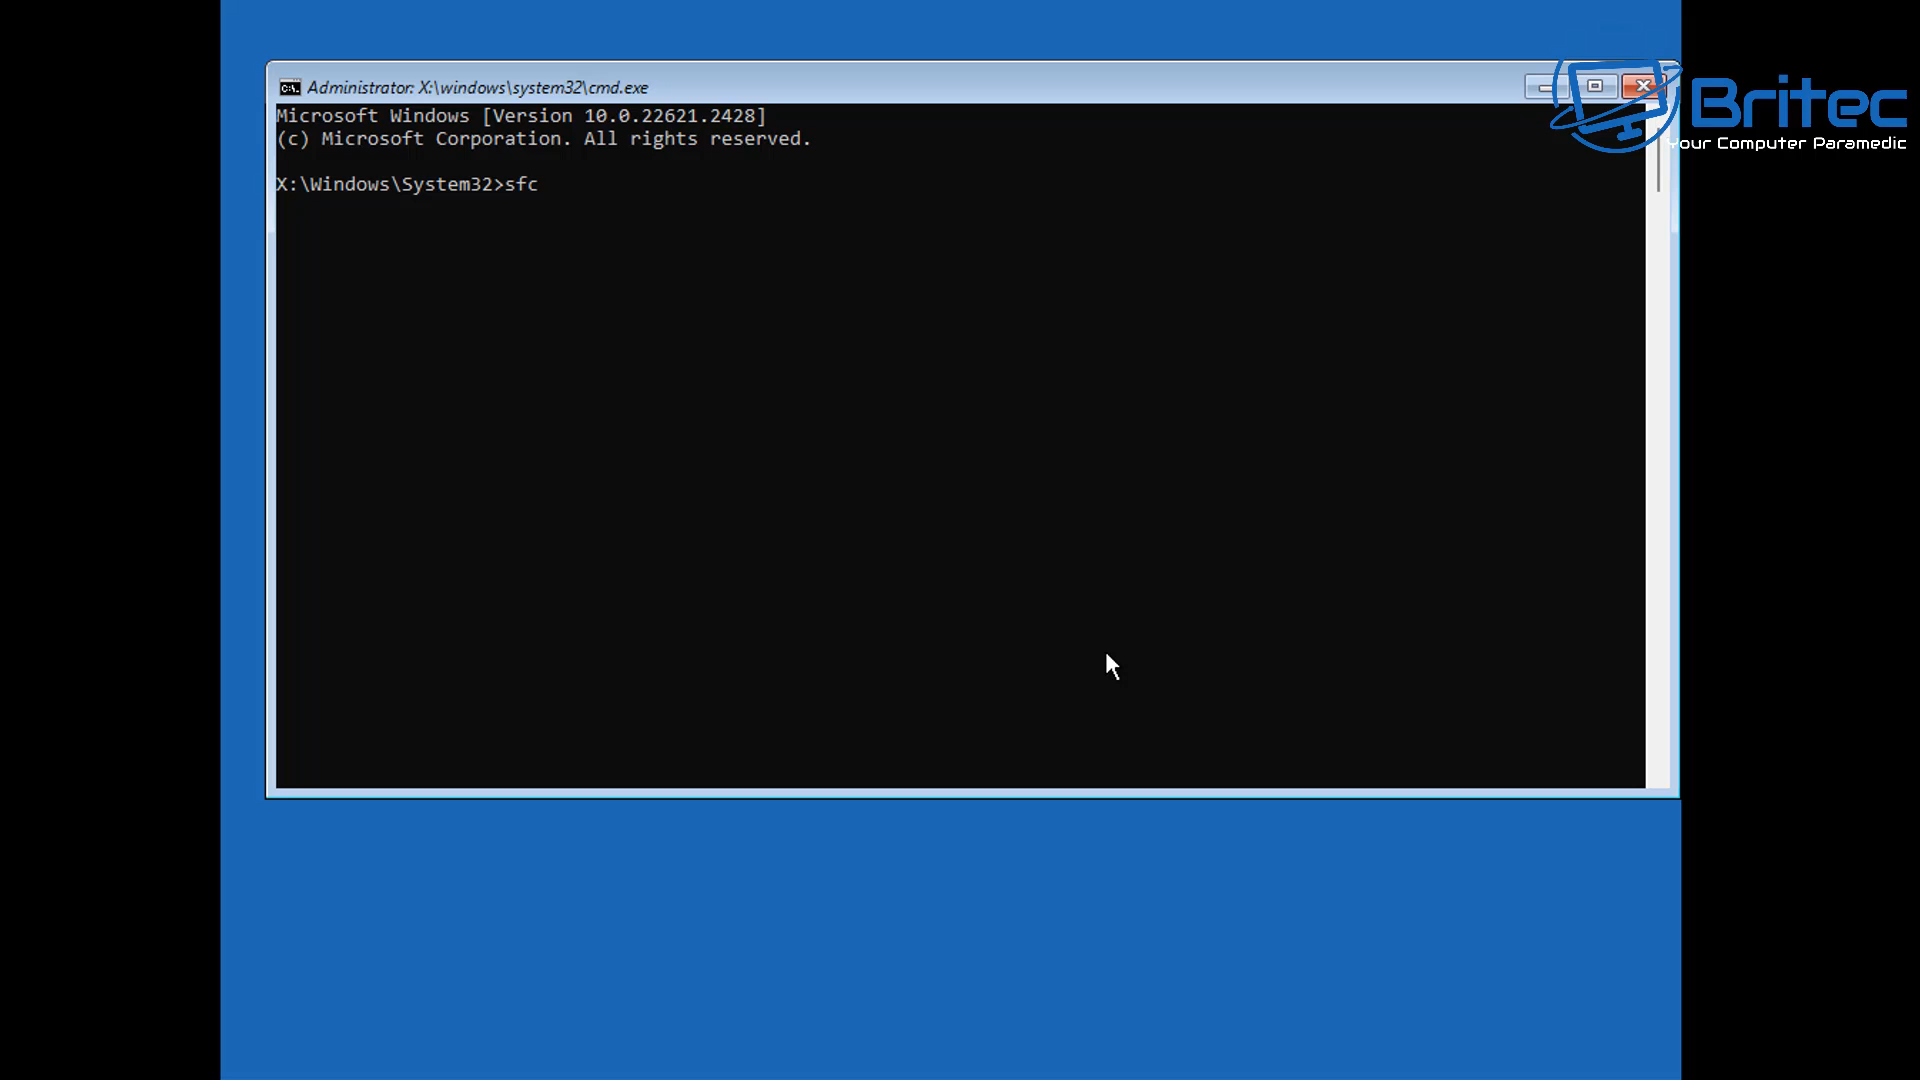 Administrator: X:\windows\system32\cmd.exe
Microsoft Windows [Version 10.0.22621.2428]
(c) Microsoft Corporation. All rights reserved.
X:\Windows\System32>sfc
Britec
Your Computer Paramedic